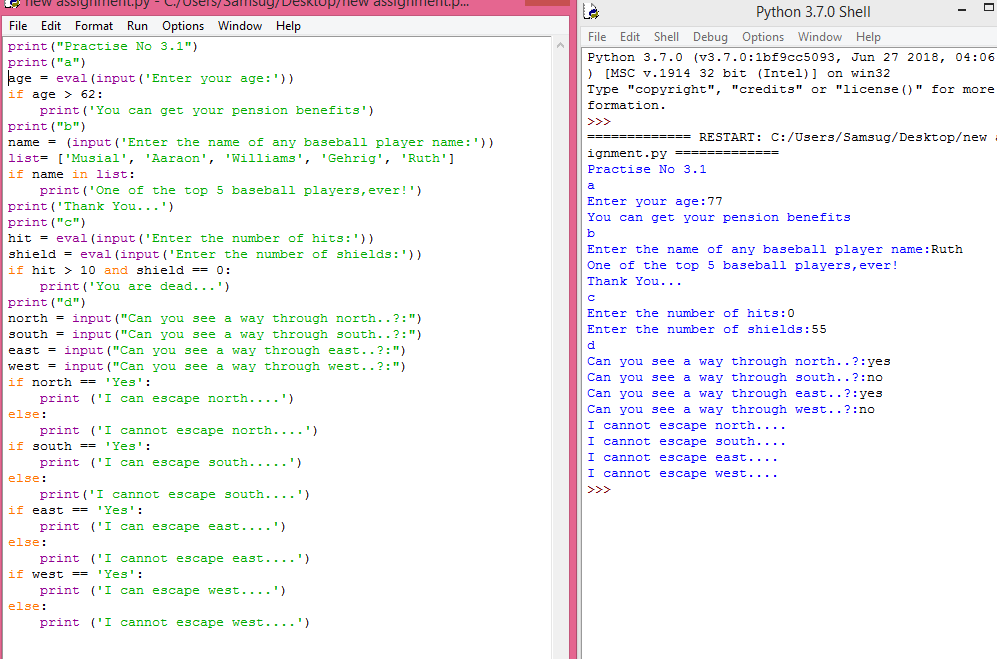 new assignment.py - C:/Users/Samsug/Desktop/new assignment.p...
File Edit Format Run Options Window Help
print("Practise No 3.1")
print("a")
age = eval(input('Enter your age:'))
if age > 62:
    print('You can get your pension benefits')
print("b")
name = (input('Enter the name of any baseball player name:'))
list= ['Musial', 'Aaraon', 'Williams', 'Gehrig', 'Ruth']
if name in list:
    print('One of the top 5 baseball players,ever!')
print('Thank You...')
print("c")
hit = eval(input('Enter the number of hits:'))
shield = eval(input('Enter the number of shields:'))
if hit > 10 and shield == 0:
    print('You are dead...')
print("d")
north = input("Can you see a way through north..?:")
south = input("Can you see a way through south..?:")
east = input("Can you see a way through east..?:")
west = input("Can you see a way through west..?:")
if north == 'Yes':
    print ('I can escape north....')
else:
    print ('I cannot escape north....')
if south == 'Yes':
    print ('I can escape south.....')
else:
    print('I cannot escape south....')
if east == 'Yes':
    print ('I can escape east....')
else:
    print ('I cannot escape east....')
if west == 'Yes':
    print ('I can escape west....')
else:
    print ('I cannot escape west....')
Python 3.7.0 Shell
File Edit Shell Debug Options Window Help
Python 3.7.0 (v3.7.0:1bf9cc5093, Jun 27 2018, 04:06
) [MSC v.1914 32 bit (Intel)] on win32
Type "copyright", "credits" or "license()" for more
formation.
>>>
============= RESTART: C:/Users/Samsug/Desktop/new a
ignment.py =============
Practise No 3.1
a
Enter your age:77
You can get your pension benefits
b
Enter the name of any baseball player name:Ruth
One of the top 5 baseball players,ever!
Thank You...
c
Enter the number of hits:0
Enter the number of shields:55
d
Can you see a way through north..?:yes
Can you see a way through south..?:no
Can you see a way through east..?:yes
Can you see a way through west..?:no
I cannot escape north....
I cannot escape south....
I cannot escape east....
I cannot escape west....
>>>